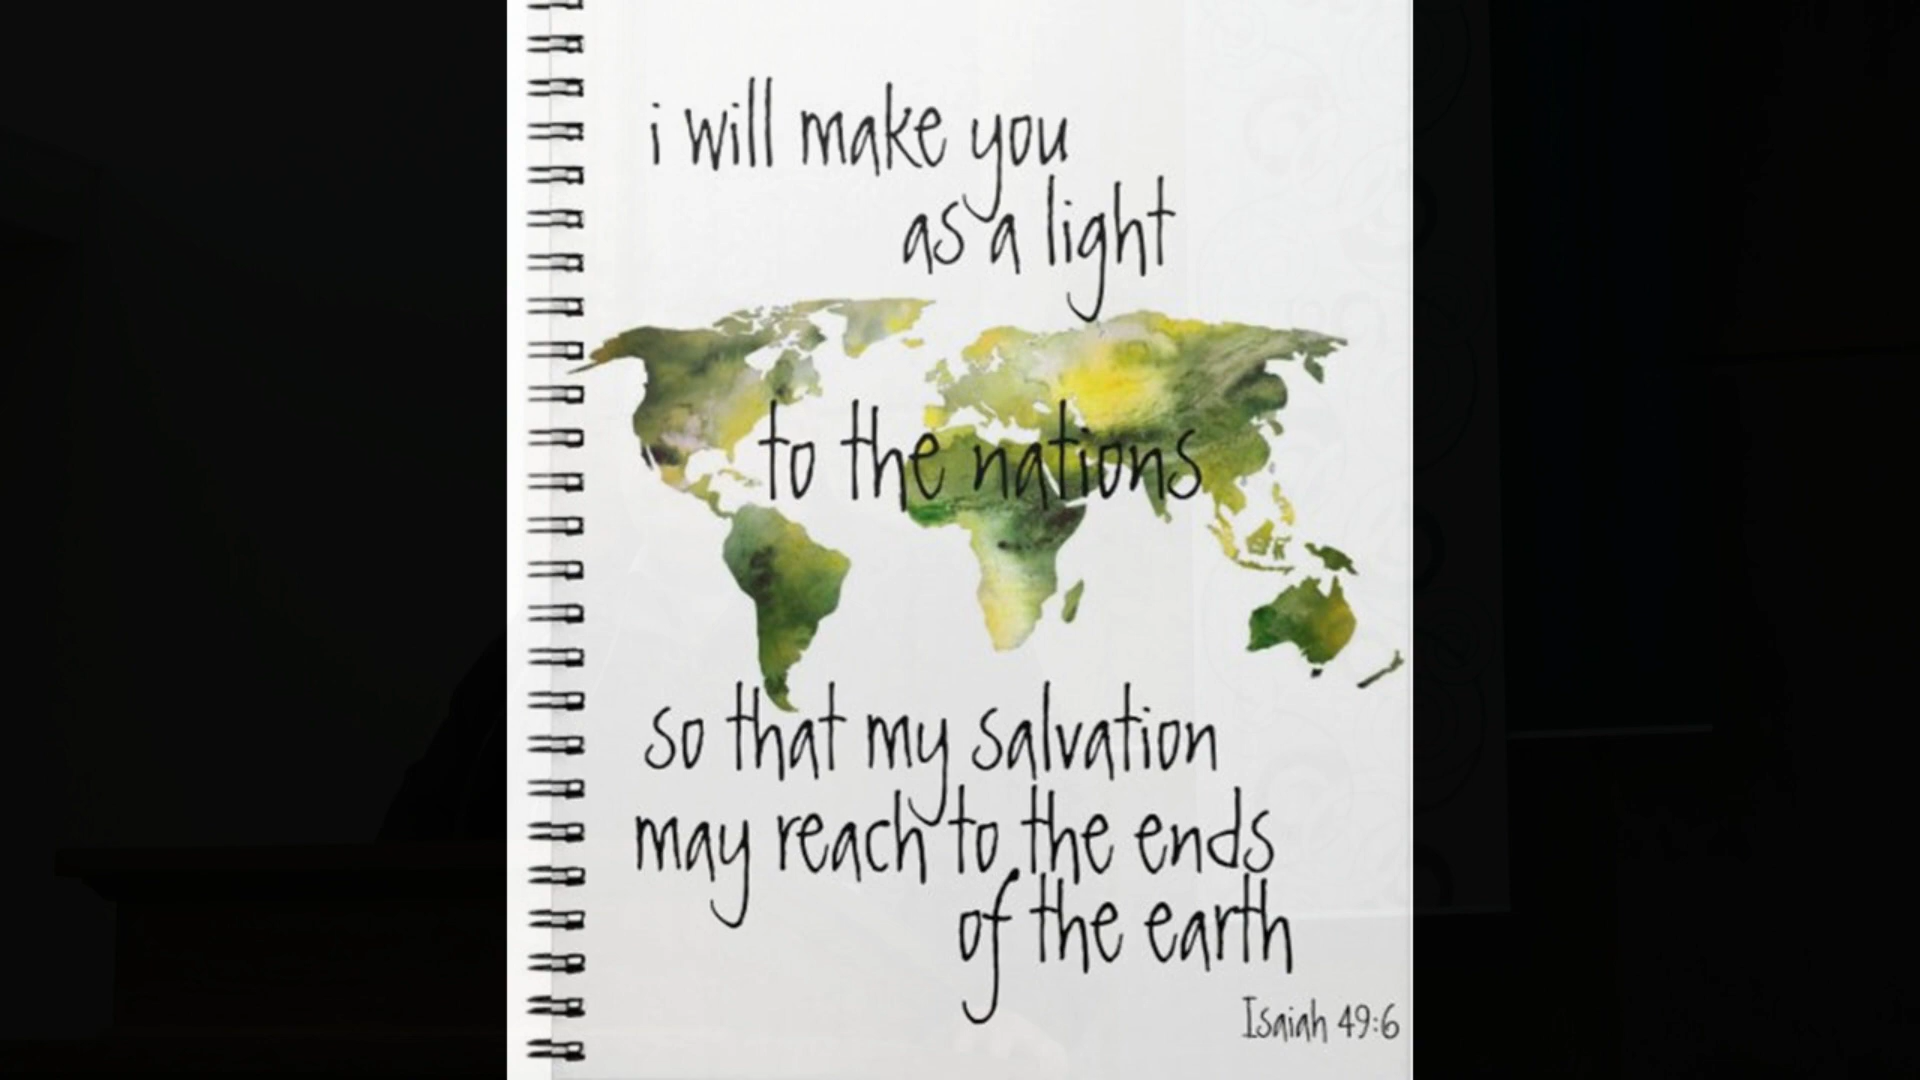 i will make you
as a light
to the nations
so that my salvation
may reach to the ends
of the earth
Isaiah 49:6